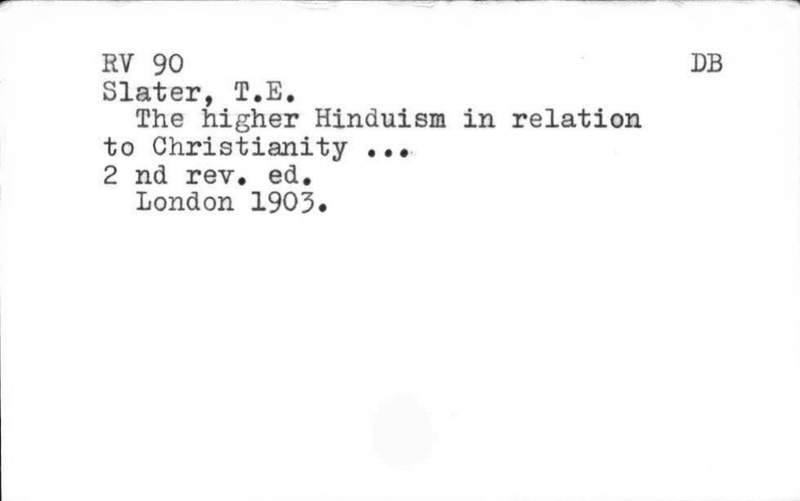 RV 90 DB
Slater, T.E.
The higher Hinduism in relation
to Christianity ...
2 nd rev. ed.
London 1903.